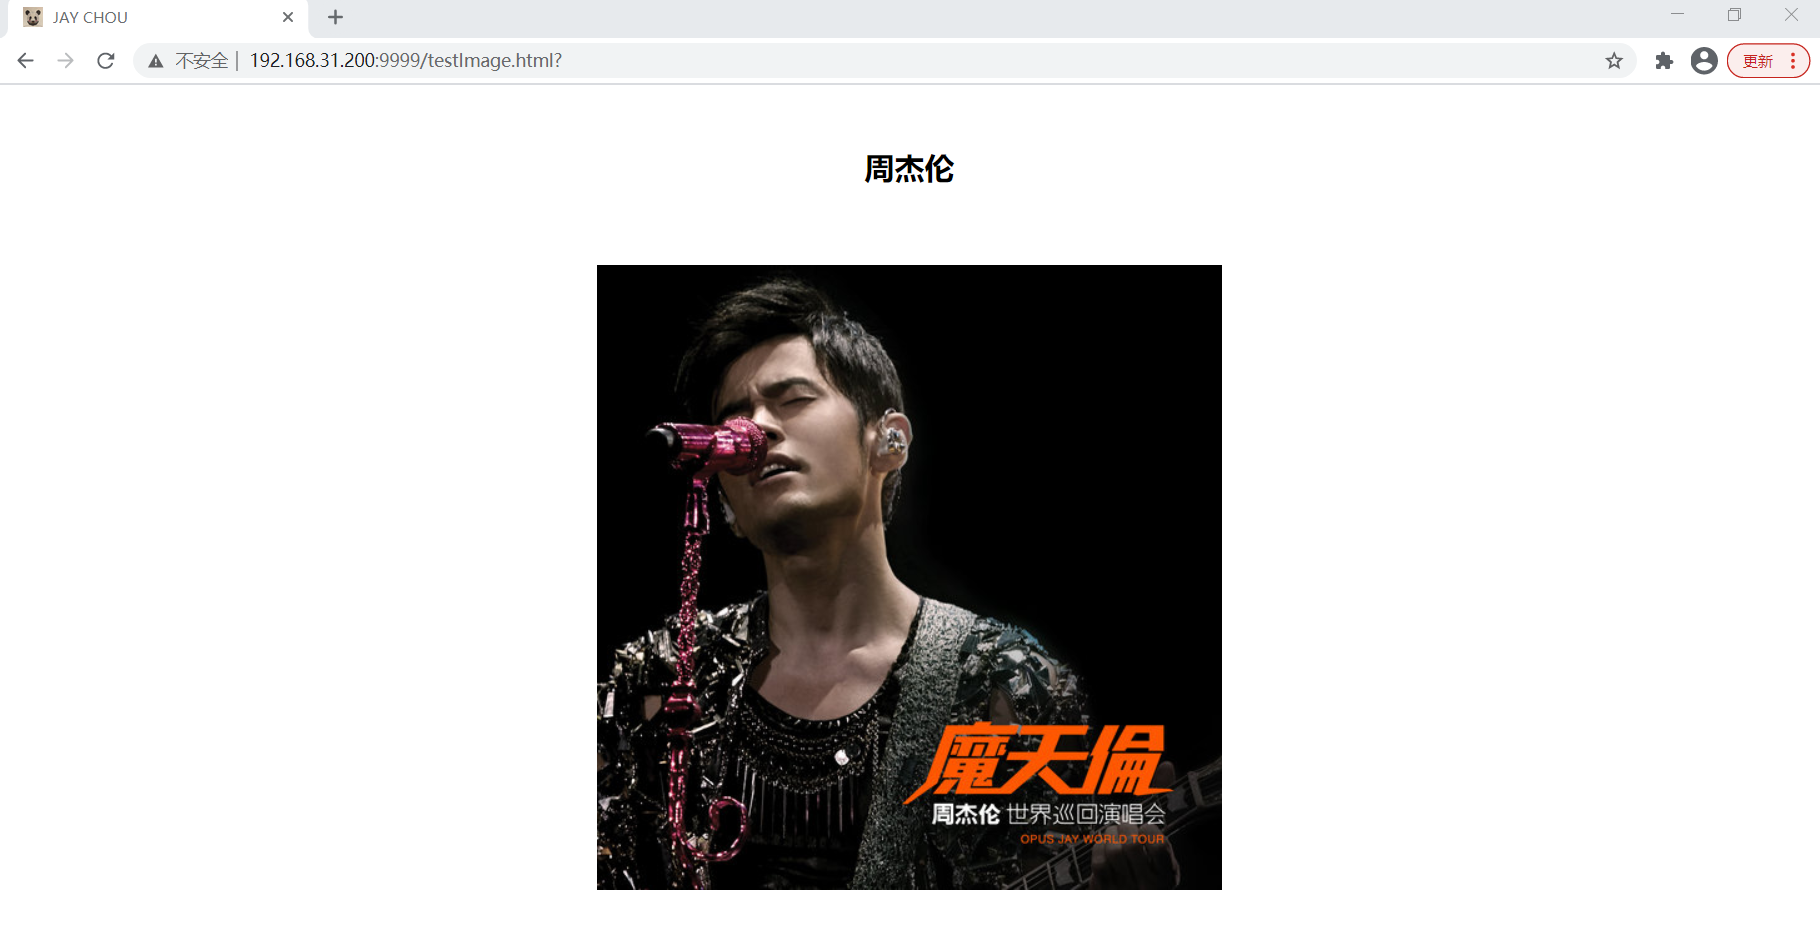 JAY CHOU
不安全 | 192.168.31.200:9999/testImage.html?
更新
周杰伦
魔天倫
周杰伦 世界巡回演唱会
OPUS JAY WORLD TOUR